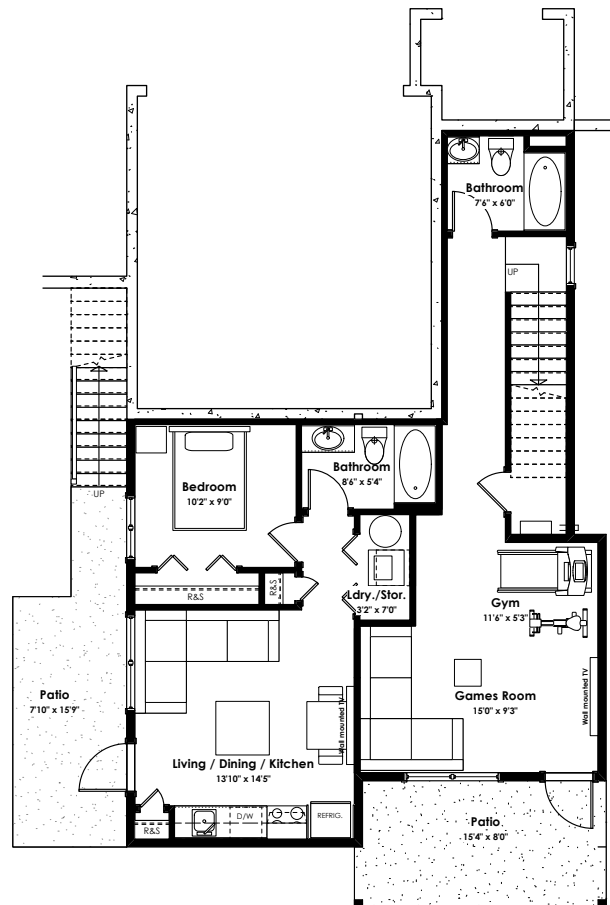 Bathroom
7'6" x 6'0"
UP
Bathroom
8'6" x 5'4"
Bedroom
10'2" x 9'0"
UP
R&S
R&S
Ldry./Stor.
3'2" x 7'0"
Gym
11'6" x 5'3"
Patio
7'10" x 15'9"
Games Room
15'0" x 9'3"
Wall mounted TV
Wall mounted TV
Living / Dining / Kitchen
13'10" x 14'5"
R&S
D/W
REFRIG.
Patio
15'4" x 8'0"